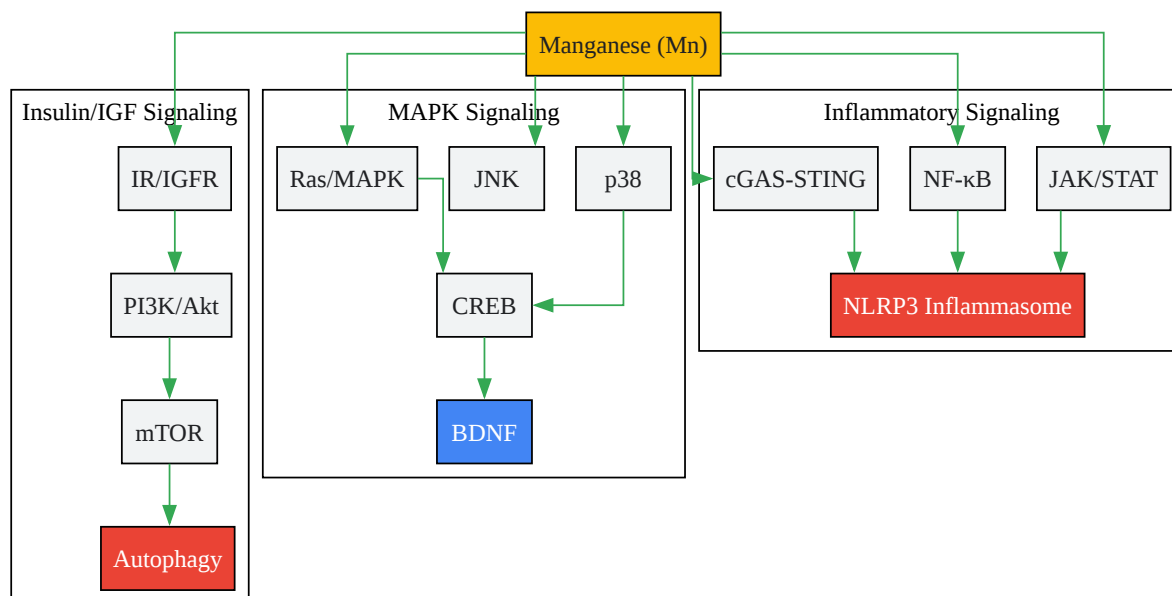 Manganese (Mn)
Insulin/IGF Signaling
MAPK Signaling
Inflammatory Signaling
IR/IGFR
Ras/MAPK
JNK
p38
cGAS-STING
NF-κB
JAK/STAT
PI3K/Akt
CREB
NLRP3 Inflammasome
mTOR
BDNF
Autophagy